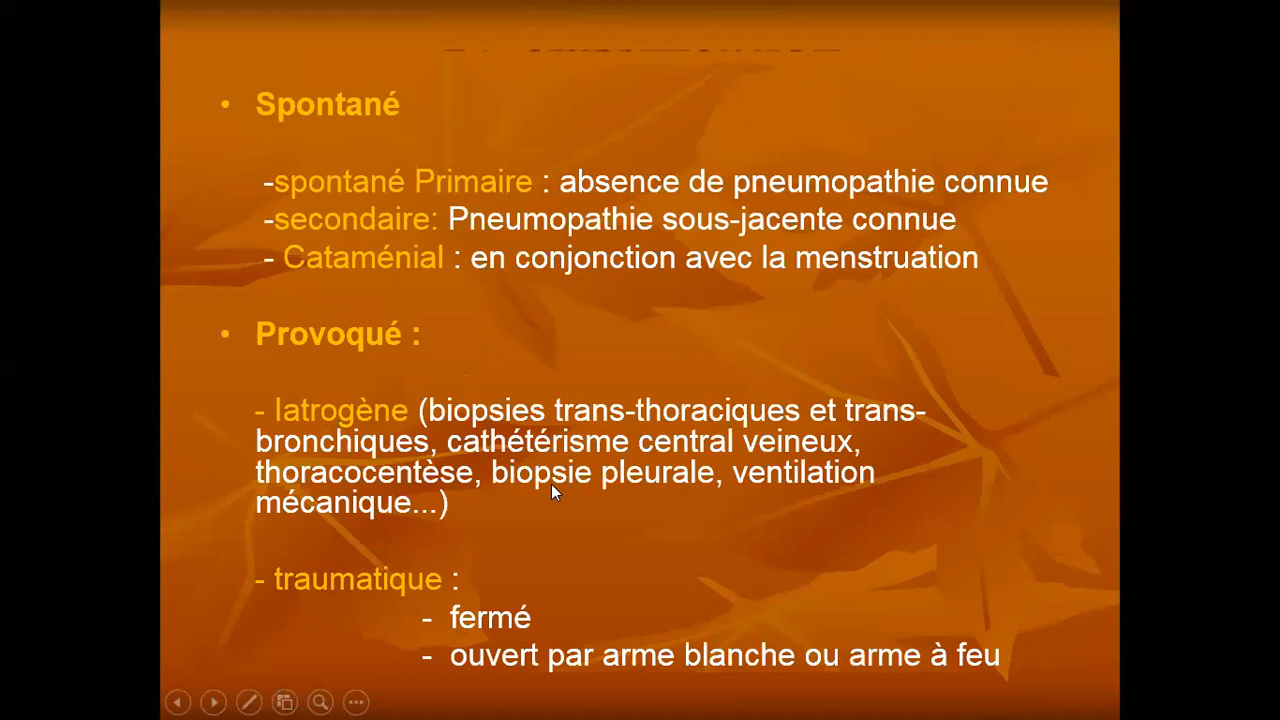 • Spontané
-spontané Primaire : absence de pneumopathie connue
-secondaire: Pneumopathie sous-jacente connue
- Cataménial : en conjonction avec la menstruation
• Provoqué :
- Iatrogène (biopsies trans-thoraciques et trans-
bronchiques, cathétérisme central veineux,
thoracocentèse, biopsie pleurale, ventilation
mécanique...)
- traumatique :
- fermé
- ouvert par arme blanche ou arme à feu